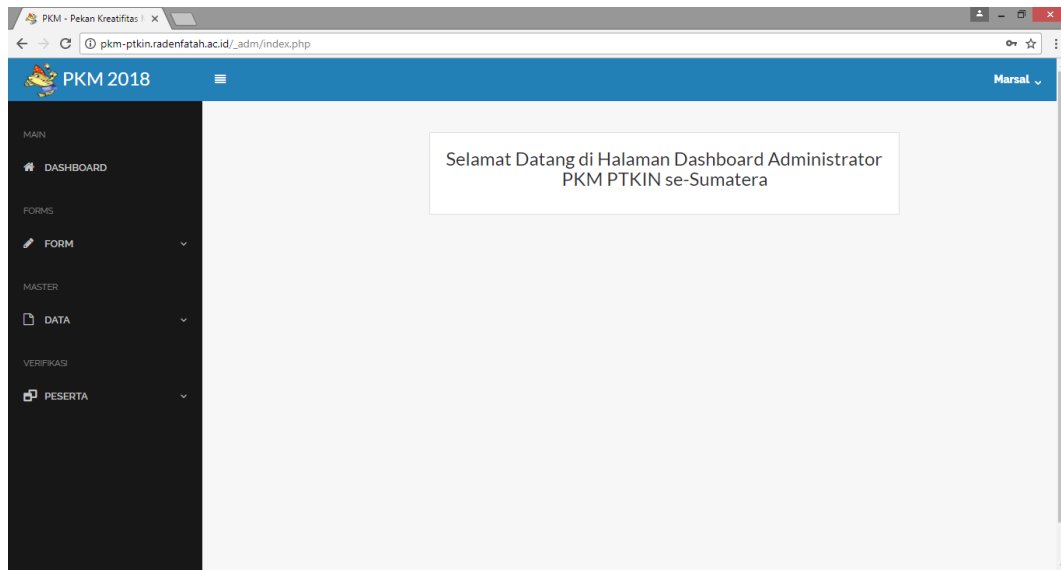 PKM - Pekan Kreatifitas
pkm-ptkin.radenfatah.ac.id/_adm/index.php
PKM 2018
Marsal
MAIN
DASHBOARD
FORMS
FORM
MASTER
DATA
VERIFIKASI
PESERTA
Selamat Datang di Halaman Dashboard Administrator
PKM PTKIN se-Sumatera